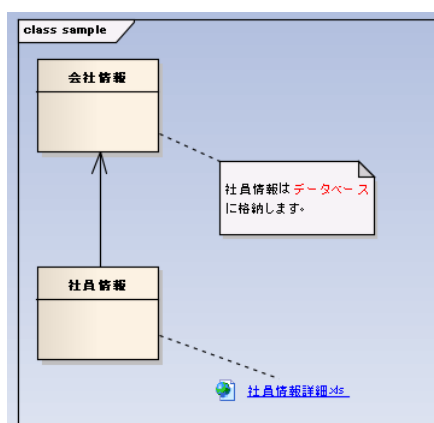 class sample
会社情報
社員情報は データベース
に格納します。
社員情報
社員情報詳細.xls